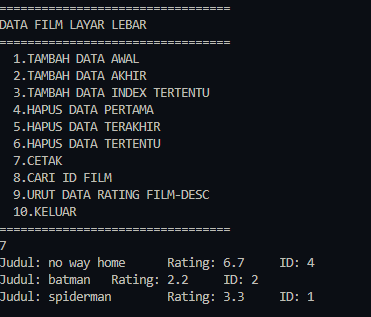 ==================================
DATA FILM LAYAR LEBAR
==================================
1.TAMBAH DATA AWAL
2.TAMBAH DATA AKHIR
3.TAMBAH DATA INDEX TERTENTU
4.HAPUS DATA PERTAMA
5.HAPUS DATA TERAKHIR
6.HAPUS DATA TERTENTU
7.CETAK
8.CARI ID FILM
9.URUT DATA RATING FILM-DESC
10.KELUAR
==================================
7
Judul: no way home Rating: 6.7 ID: 4
Judul: batman Rating: 2.2 ID: 2
Judul: spiderman Rating: 3.3 ID: 1